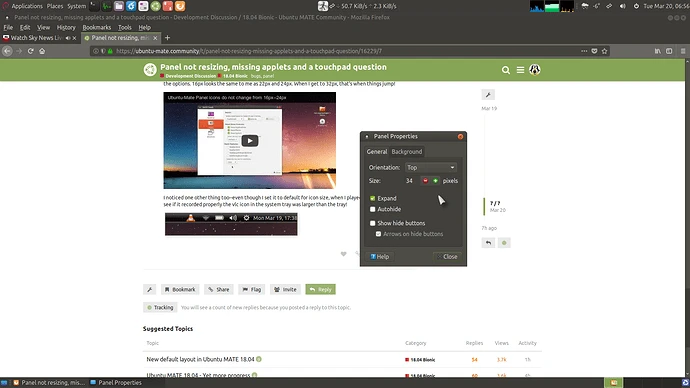 Applications Places System
50.7 KiB/s 2.3 KiB/s
Tue Mar 20, 06:56
Panel not resizing, missing applets and a touchpad question - Development Discussion / 18.04 Bionic - Ubuntu MATE Community - Mozilla Firefox
File Edit View History Bookmarks Tools Help
Watch Sky News Live
Panel not resizing, missing
https://ubuntu-mate.community/t/panel-not-resizing-missing-applets-and-a-touchpad-question/16229/7
Panel not resizing, missing applets and a touchpad question
Development Discussion 18.04 Bionic
the options. 16px looks the same to me as 22px and 24px. When I get to 32px, that's when things jump!
Ubuntu-Mate Panel Icons do not change from 16px=24px
Mar 19
I noticed one other thing too--even though I set it to default for icon size, when I playe
see if it recorded properly the vlc icon in the system tray was larger than the tray!
Mon Mar 19, 17:38
7 / 7
Mar 20
7h ago
Panel Properties
General Background
Orientation: Top
Size: 34 pixels
Expand
Autohide
Show hide buttons
Arrows on hide buttons
Help Close
Bookmark Share Flag Invite Reply
Tracking You will see a count of new replies because you posted a reply to this topic.
Suggested Topics
Topic Category Replies Views Activity
New default layout in Ubuntu MATE 18.04 18.04 Bionic 54 3.7k
Ubuntu MATE 18.04 - Yet more progress 18.04 Bionic
Panel not resizing, mis...
Panel Properties